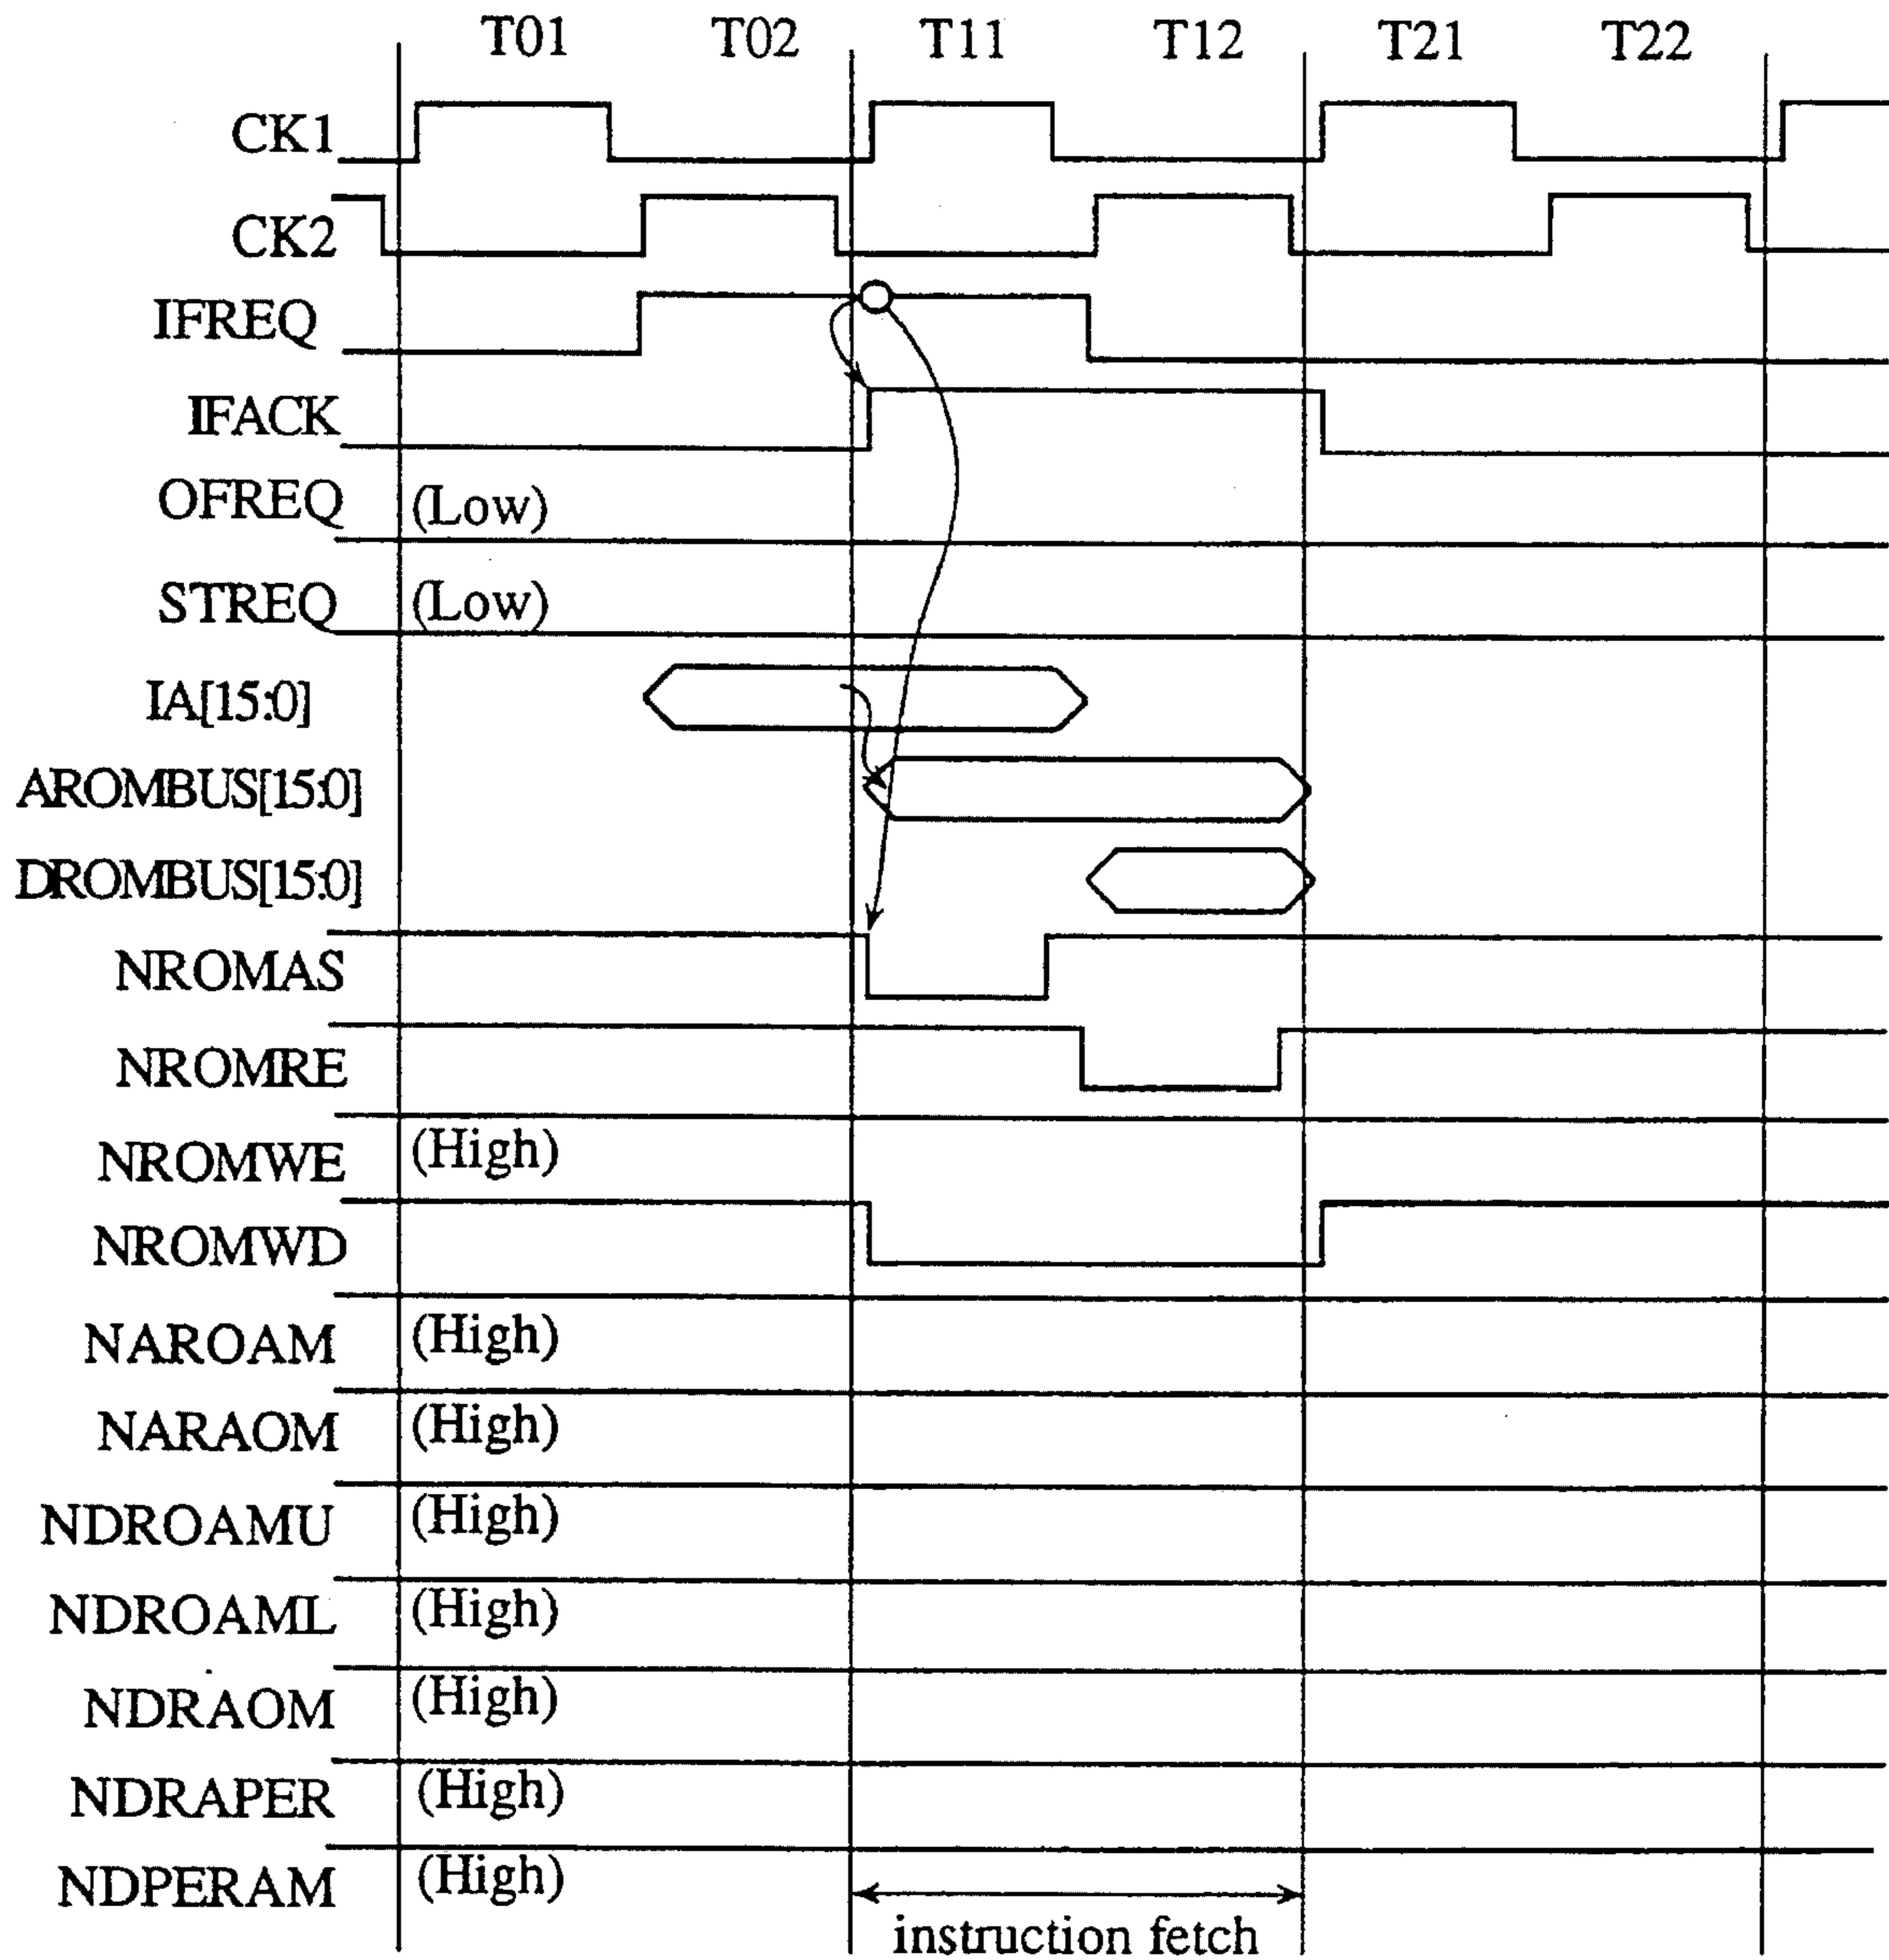 T01 T02 T11 T12 T21 T22
CK1
CK2
IFREQ
IFACK
OFREQ (Low)
STREQ (Low)
IA[15:0]
AROMBUS[15:0]
DROMBUS[15:0]
NROMAS
NROMRE
NROMWE (High)
NROMWD
NAROAM (High)
NARAOM (High)
NDROAMU (High)
NDROAML (High)
NDRAOM (High)
NDRAPER (High)
NDPERAM (High)
instruction fetch